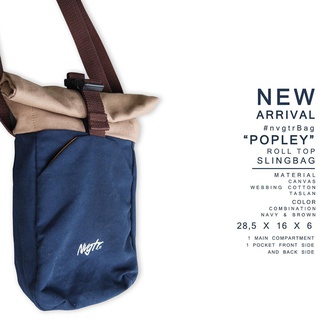 NEW
ARRIVAL
#nvgtrBag
"POPLEY"
ROLL TOP
SLINGBAG
MATERIAL
CANVAS
WEBBING COTTON
TASLAN
COLOR
COMBINATION
NAVY & BROWN
28,5 X 16 X 6
1 MAIN COMPARTMENT
1 POCKET FRONT SIDE
AND BACK SIDE
Nvgtr.